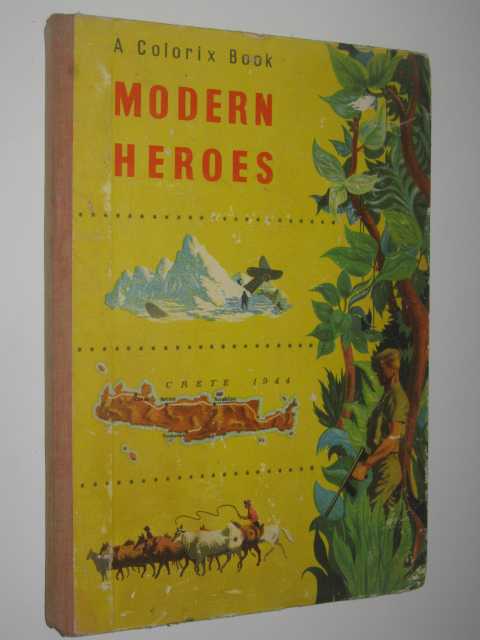 A Colorix Book
MODERN
HEROES
CRETE 1944